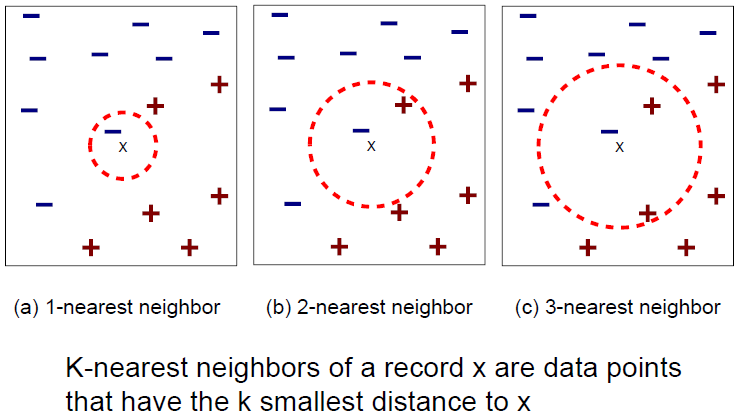 X
X
X
(a) 1-nearest neighbor
(b) 2-nearest neighbor
(c) 3-nearest neighbor
K-nearest neighbors of a record x are data points
that have the k smallest distance to x